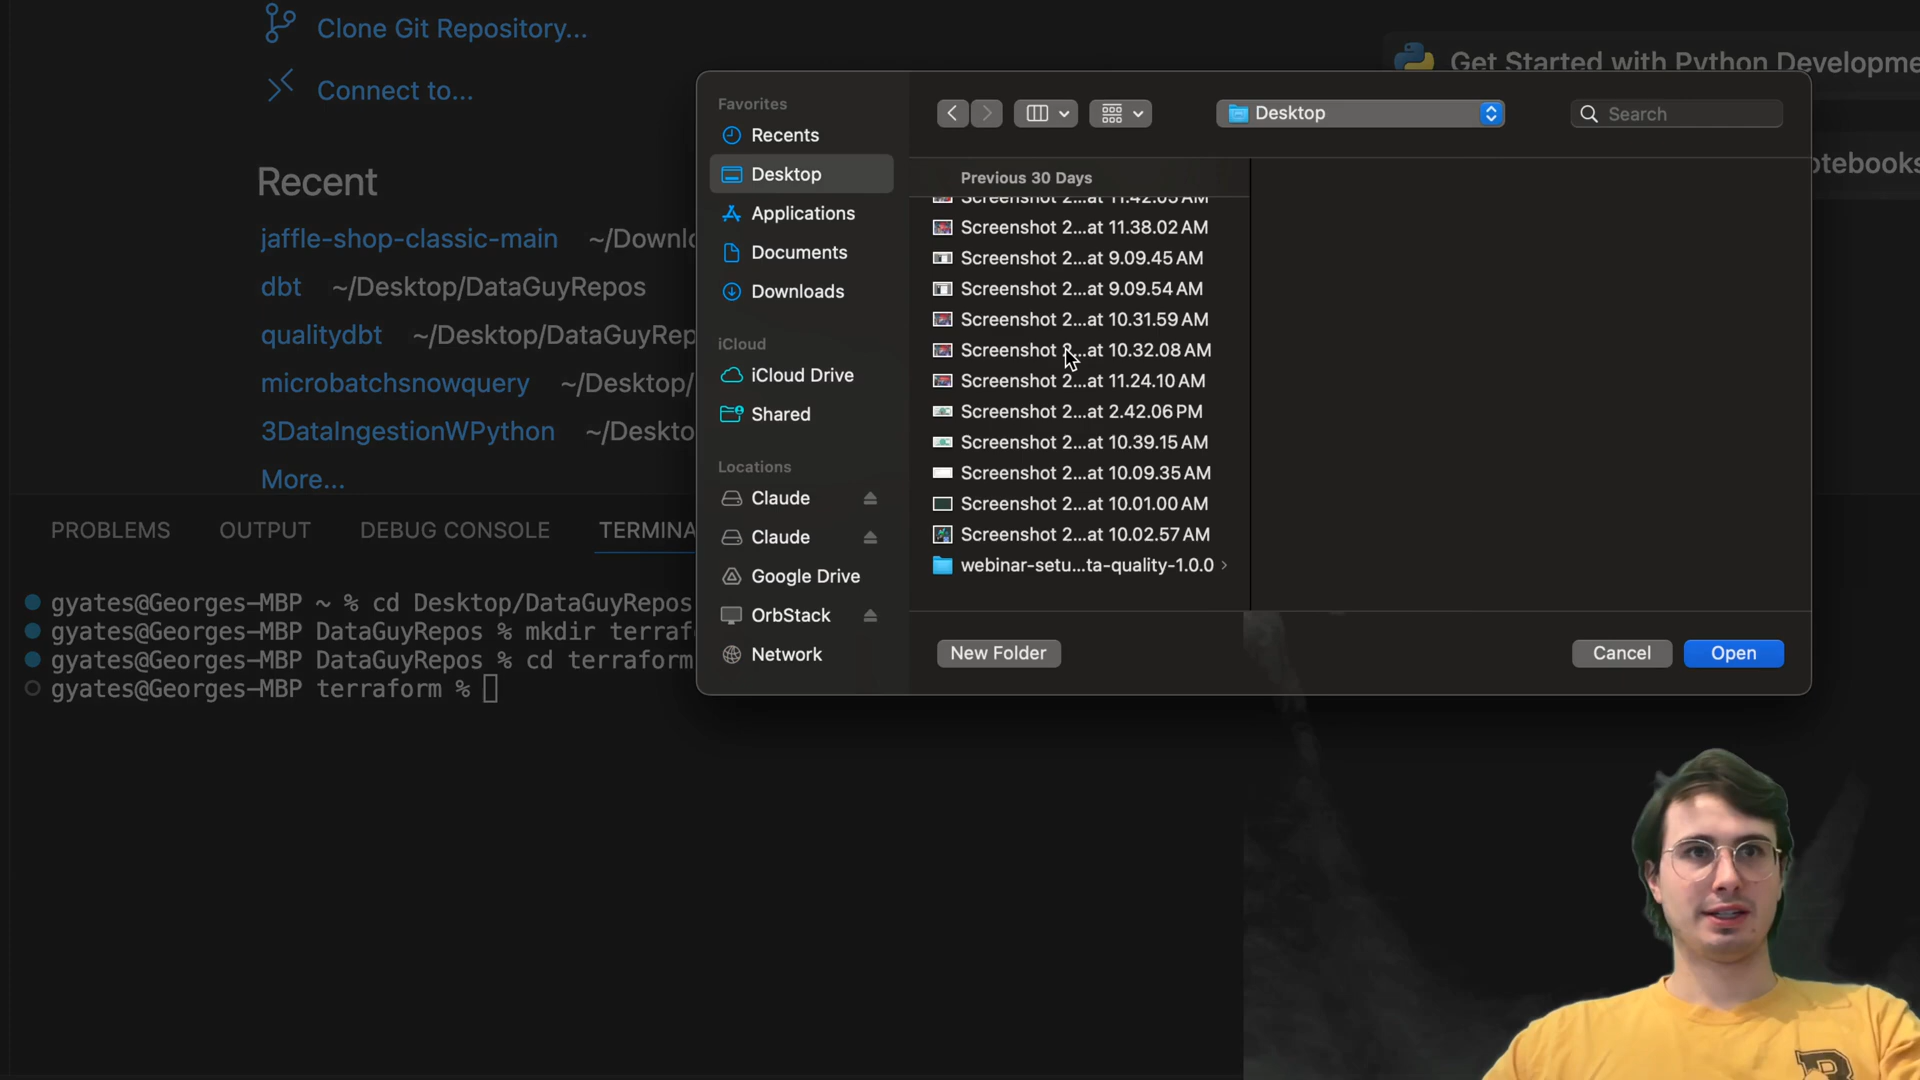 Clone Git Repository...
Connect to...
Recent
jaffle-shop-classic-main ~/Downl
dbt ~/Desktop/DataGuyRepos
qualitydbt ~/Desktop/DataGuyRep
microbatchsnowquery ~/Desktop/
3DataIngestionWPython ~/Deskto
More...
PROBLEMS OUTPUT DEBUG CONSOLE TERMINA
gyates@Georges-MBP ~ % cd Desktop/DataGuyRepos
gyates@Georges-MBP DataGuyRepos % mkdir terraf
gyates@Georges-MBP DataGuyRepos % cd terraform
gyates@Georges-MBP terraform %
Get Started with Python Developme
otebooks
Favorites
Recents
Desktop
Applications
Documents
Downloads
iCloud
iCloud Drive
Shared
Locations
Claude
Claude
Google Drive
OrbStack
Network
Desktop
Search
Previous 30 Days
Screenshot 2...at 11.42.03 AM
Screenshot 2...at 11.38.02 AM
Screenshot 2...at 9.09.45 AM
Screenshot 2...at 9.09.54 AM
Screenshot 2...at 10.31.59 AM
Screenshot 2...at 10.32.08 AM
Screenshot 2...at 11.24.10 AM
Screenshot 2...at 2.42.06 PM
Screenshot 2...at 10.39.15 AM
Screenshot 2...at 10.09.35 AM
Screenshot 2...at 10.01.00 AM
Screenshot 2...at 10.02.57 AM
webinar-setu...ta-quality-1.0.0
New Folder
Cancel
Open